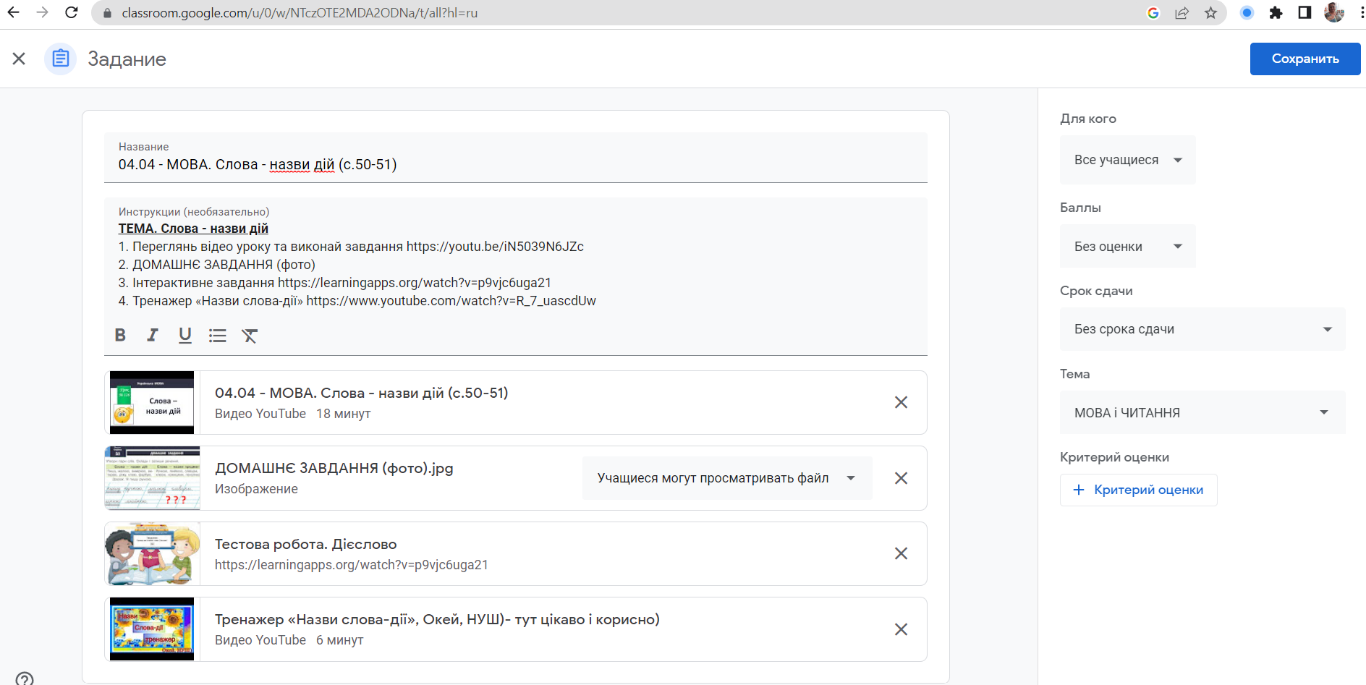 classroom.google.com/u/0/w/NTczOTE2MDA2ODNa/t/all?hl=ru
Задание
Сохранить
Название
04.04 - МОВА. Слова - назви дій (с.50-51)
Инструкции (необязательно)
ТЕМА. Слова - назви дій
1. Переглянь відео уроку та виконай завдання https://youtu.be/iN5039N6JZc
2. ДОМАШНЄ ЗАВДАННЯ (фото)
3. Інтерактивне завдання https://learningapps.org/watch?v=p9vjc6uga21
4. Тренажер «Назви слова-дії» https://www.youtube.com/watch?v=R_7_uascdUw
B I U
Слова –
назви дій
04.04 - МОВА. Слова - назви дій (с.50-51)
Видео YouTube 18 минут
???
ДОМАШНЄ ЗАВДАННЯ (фото).jpg
Изображение
Учащиеся могут просматривать файл
Тестова робота. Дієслово
https://learningapps.org/watch?v=p9vjc6uga21
Назви
Слова-дії
тренажер
Тренажер «Назви слова-дії», Окей, НУШ)- тут цікаво і корисно)
Видео YouTube 6 минут
Для кого
Все учащиеся
Баллы
Без оценки
Срок сдачи
Без срока сдачи
Тема
МОВА і ЧИТАННЯ
Критерий оценки
+ Критерий оценки